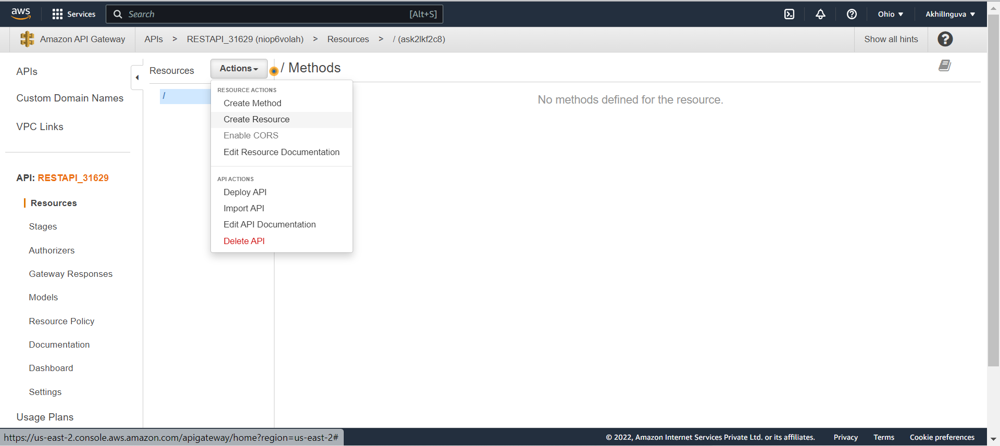 aws Services Search [Alt+S] Ohio ▼ AkhilInguva ▼
Amazon API Gateway APIs > RESTAPI_31629 (niop6volah) > Resources > / (ask2lkf2c8) Show all hints ?
APIs
Custom Domain Names
VPC Links
API: RESTAPI_31629
Resources
Stages
Authorizers
Gateway Responses
Models
Resource Policy
Documentation
Dashboard
Settings
Usage Plans
Resources Actions
/
RESOURCE ACTIONS
Create Method
Create Resource
Enable CORS
Edit Resource Documentation
API ACTIONS
Deploy API
Import API
Edit API Documentation
Delete API
/ Methods
No methods defined for the resource.
https://us-east-2.console.aws.amazon.com/apigateway/home?region=us-east-2#
© 2022, Amazon Internet Services Private Ltd. or its affiliates. Privacy Terms Cookie preferences